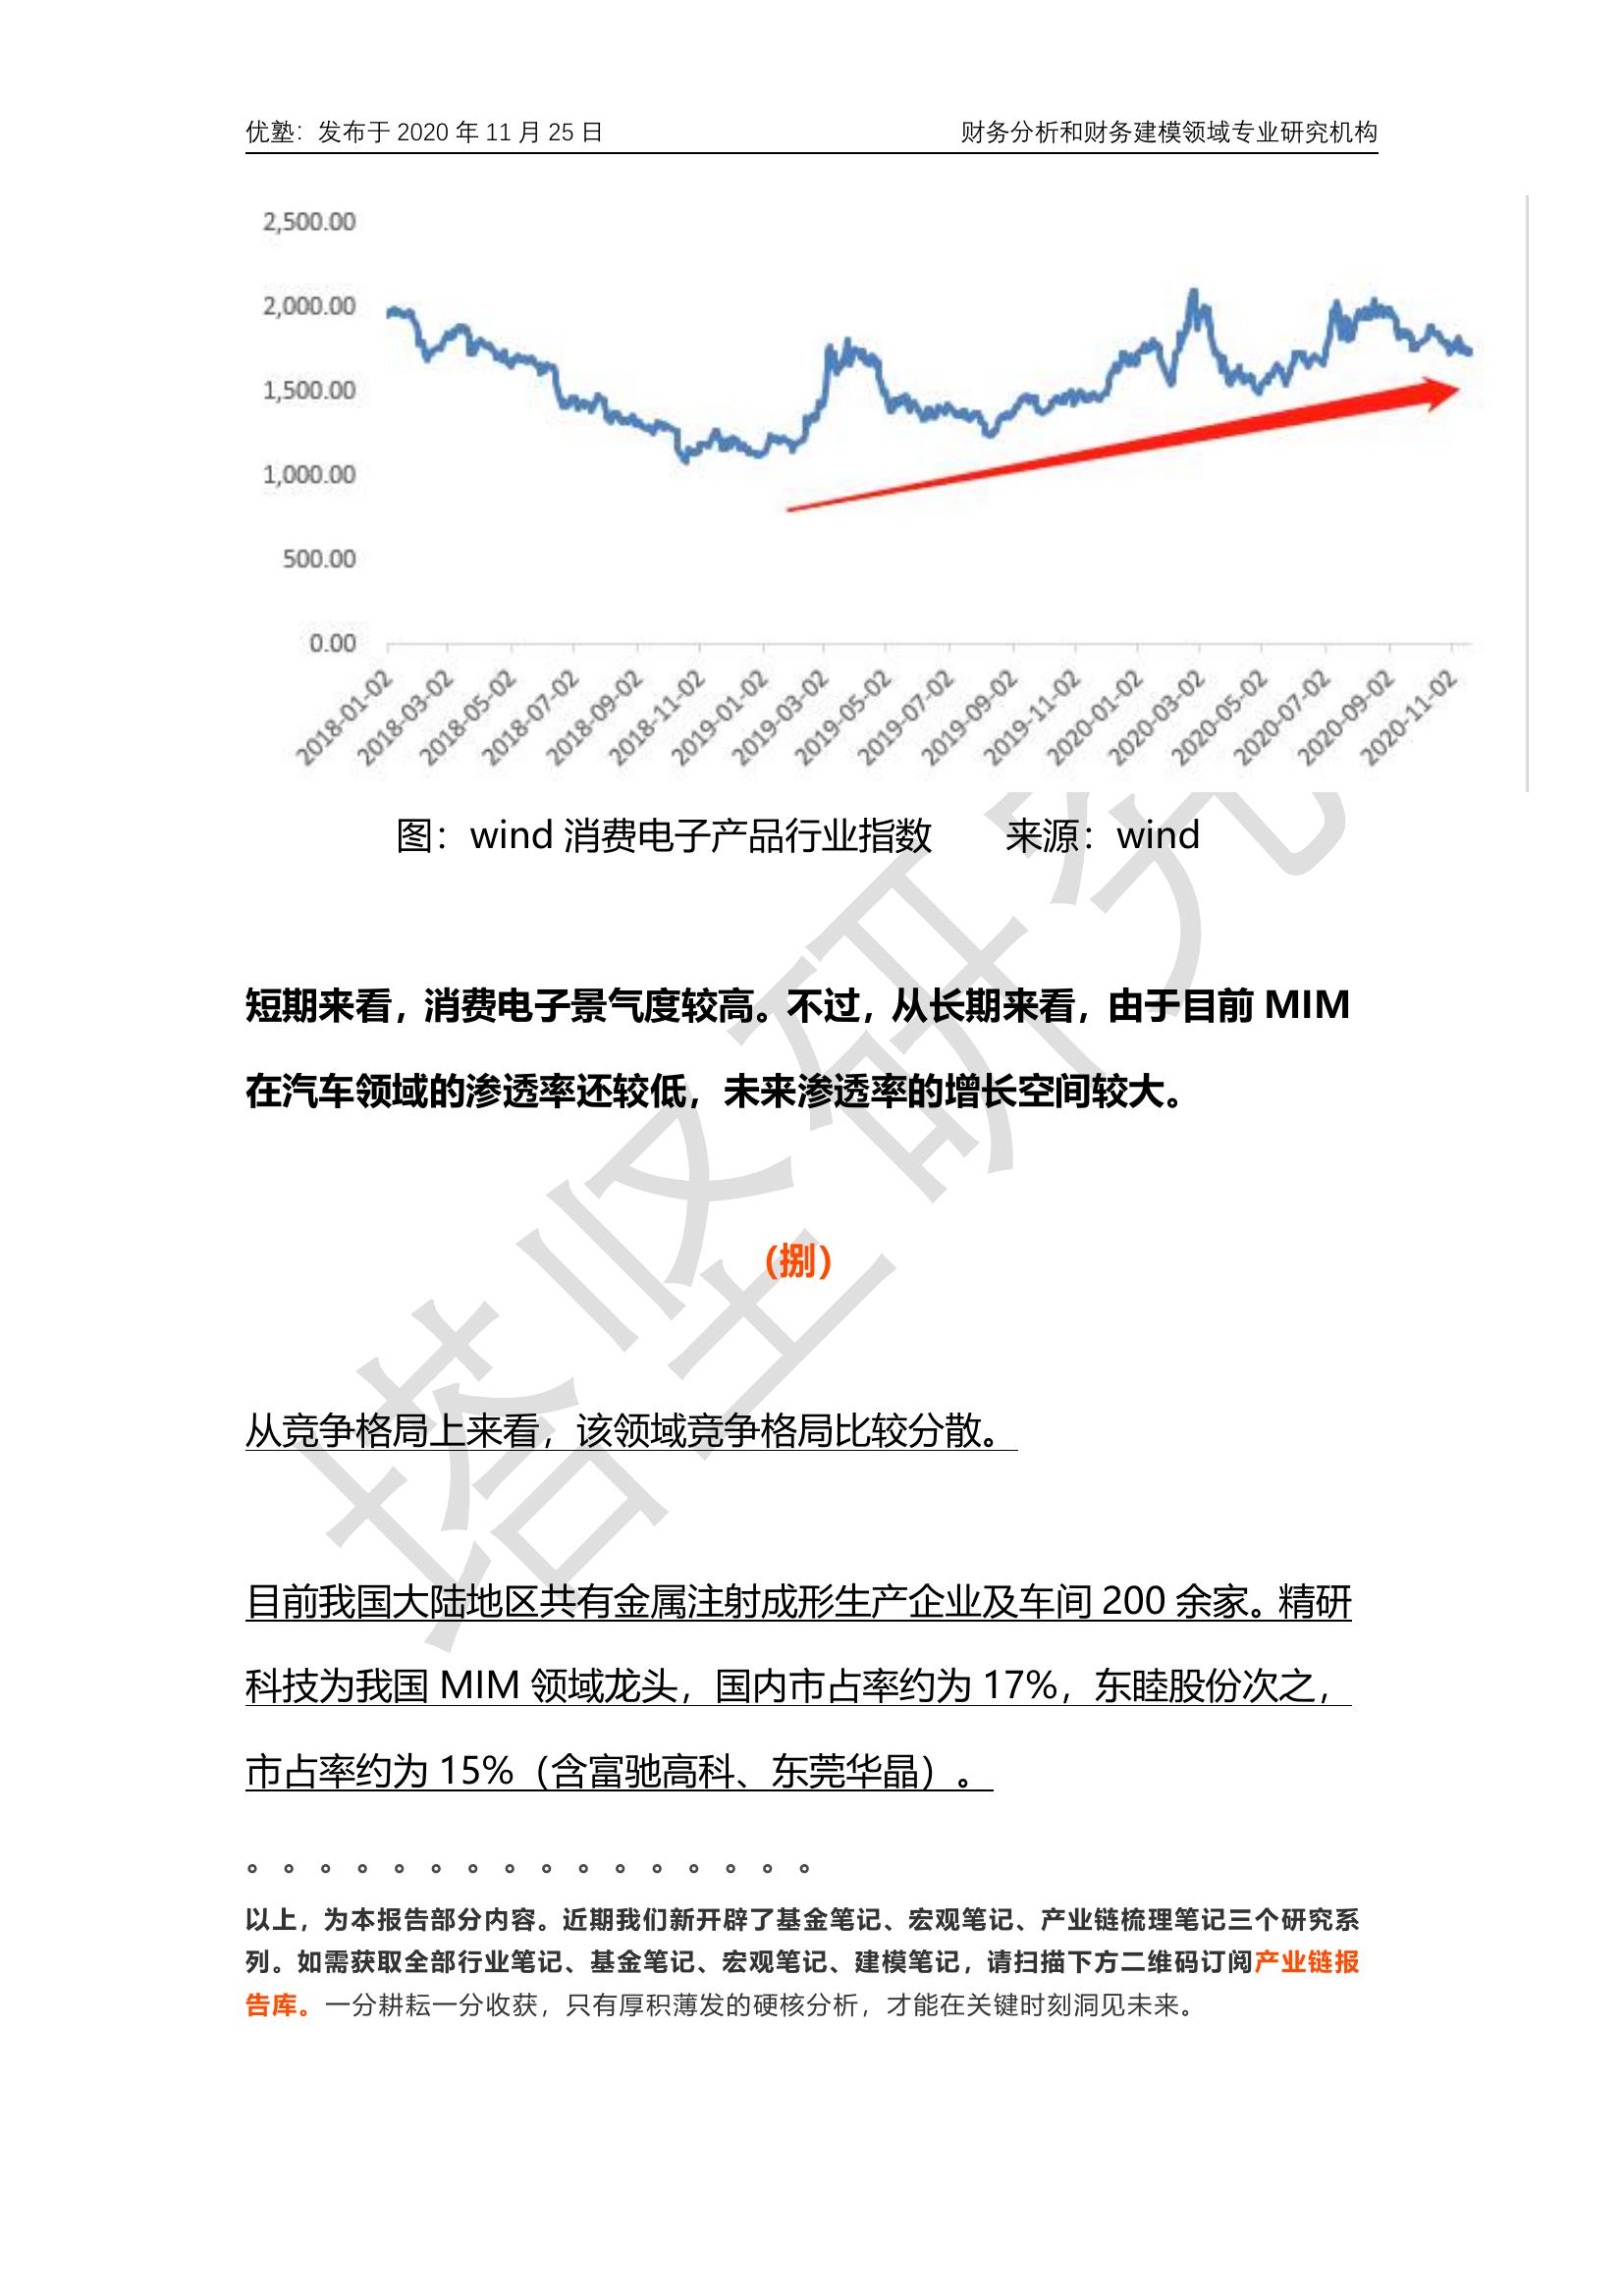 优塾：发布于 2020 年 11 月 25 日 财务分析和财务建模领域专业研究机构
2,500.00
2,000.00
1,500.00
1,000.00
500.00
0.00
2018-01-02
2018-03-02
2018-05-02
2018-07-02
2018-09-02
2018-11-02
2019-01-02
2019-03-02
2019-05-02
2019-07-02
2019-09-02
2019-11-02
2020-01-02
2020-03-02
2020-05-02
2020-07-02
2020-09-02
2020-11-02
图：wind 消费电子产品行业指数 来源：wind
短期来看，消费电子景气度较高。不过，从长期来看，由于目前 MIM
在汽车领域的渗透率还较低，未来渗透率的增长空间较大。
（捌）
从竞争格局上来看，该领域竞争格局比较分散。
目前我国大陆地区共有金属注射成形生产企业及车间 200 余家。精研
科技为我国 MIM 领域龙头，国内市占率约为 17%，东睦股份次之，
市占率约为 15%（含富驰高科、东莞华晶）。
。。。。。。。。。。。。。。。。
以上，为本报告部分内容。近期我们新开辟了基金笔记、宏观笔记、产业链梳理笔记三个研究系
列。如需获取全部行业笔记、基金笔记、宏观笔记、建模笔记，请扫描下方二维码订阅产业链报
告库。一分耕耘一分收获，只有厚积薄发的硬核分析，才能在关键时刻洞见未来。
塔坚研究